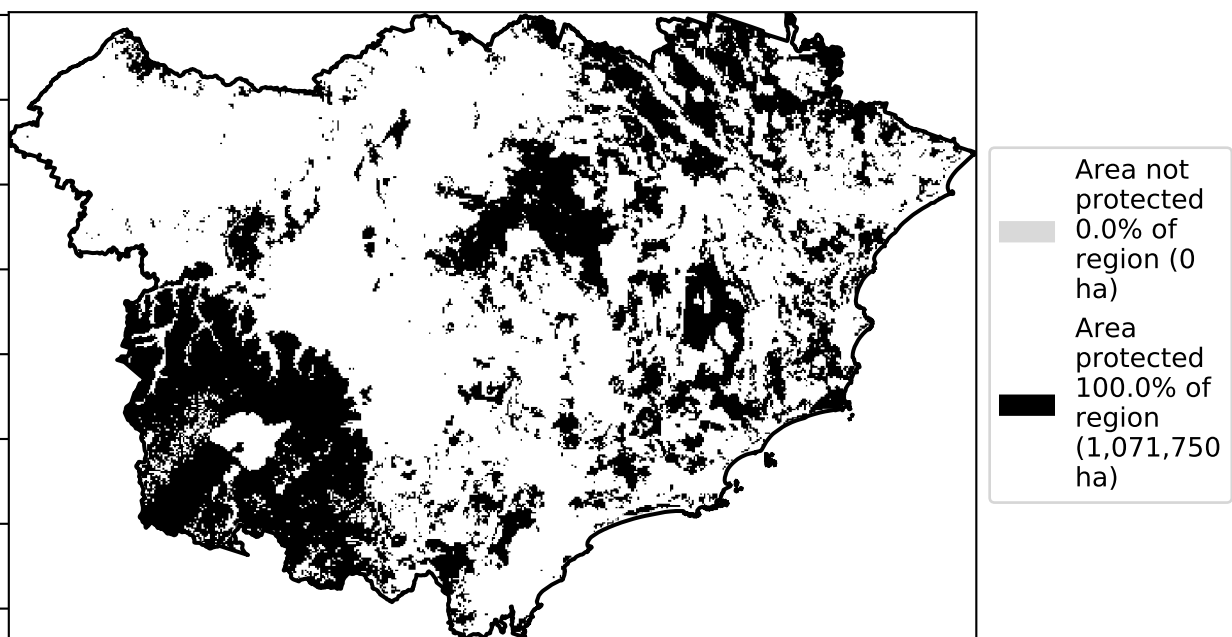 Area not
protected
0.0% of
region (0
ha)
Area
protected
100.0% of
region
(1,071,750
ha)